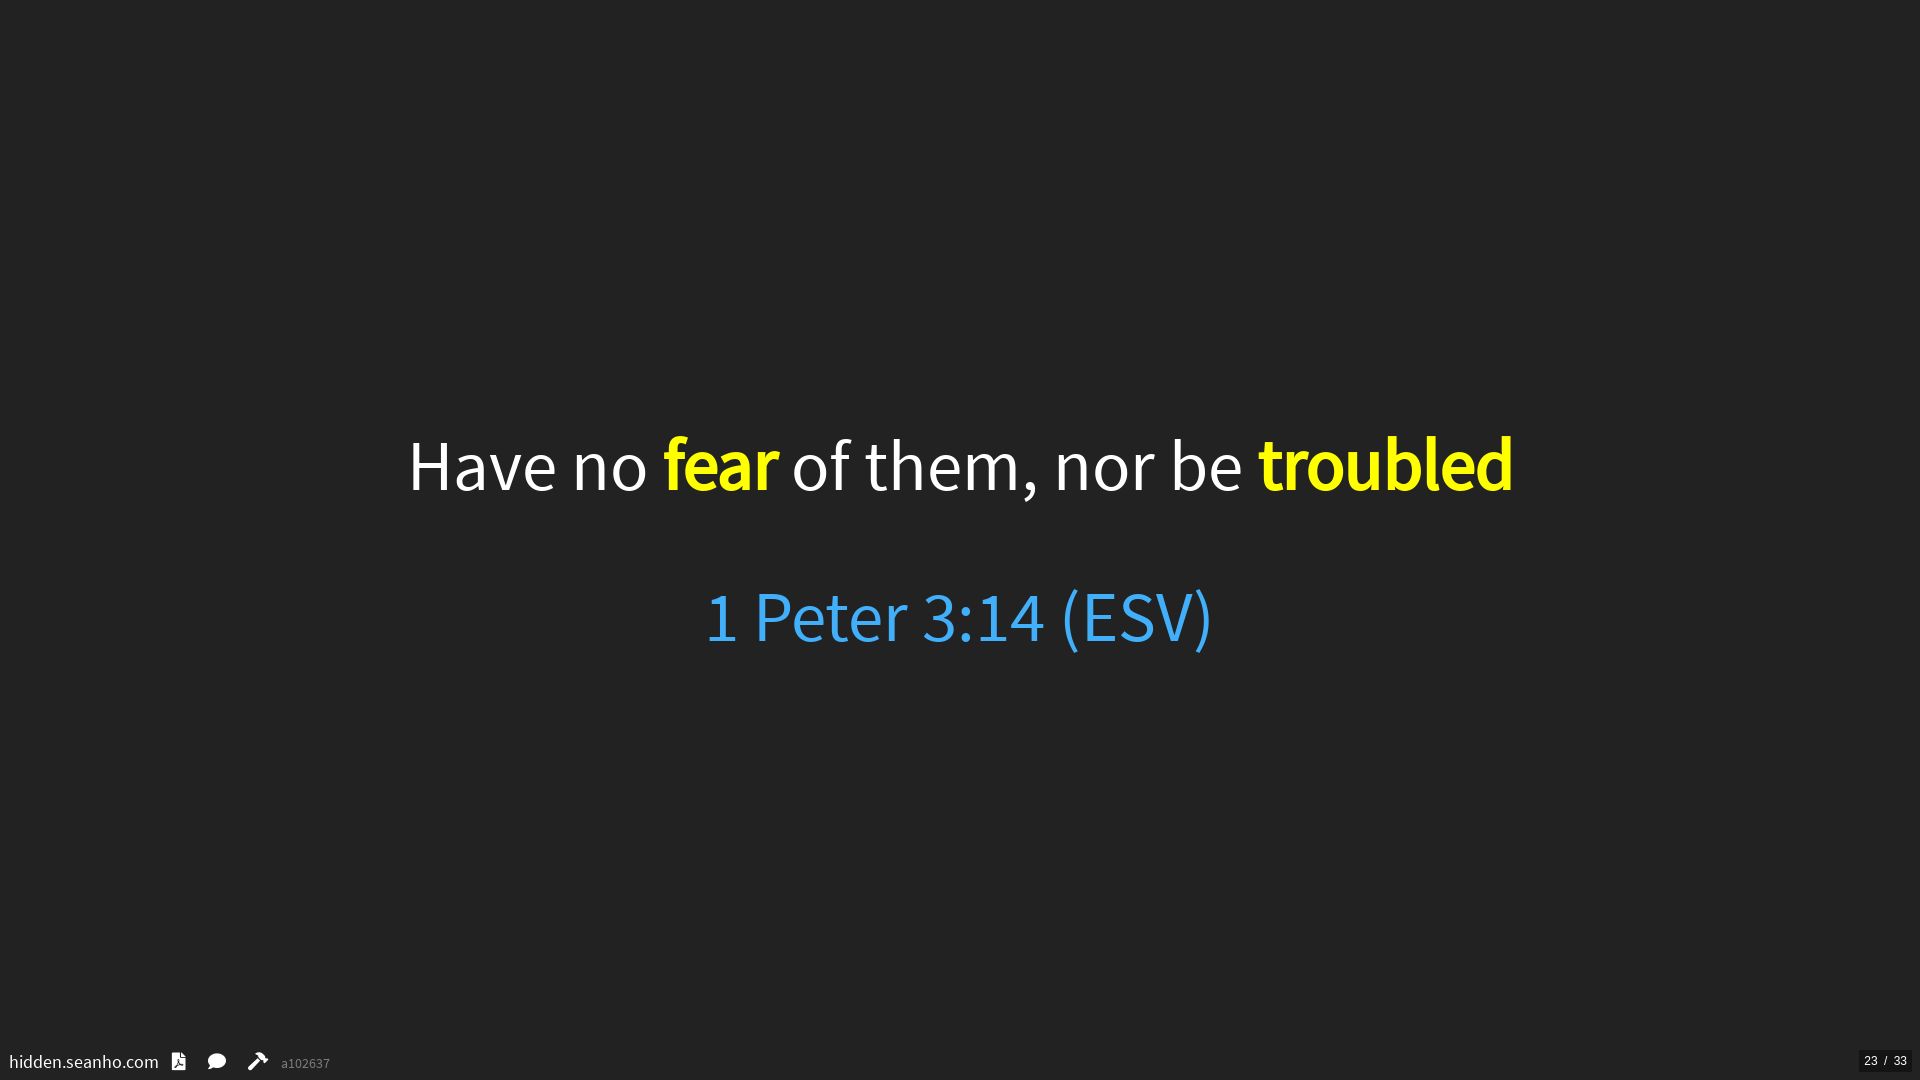 Have no fear of them, nor be troubled
1 Peter 3:14 (ESV)
hidden.seanho.com a102637
23 / 33